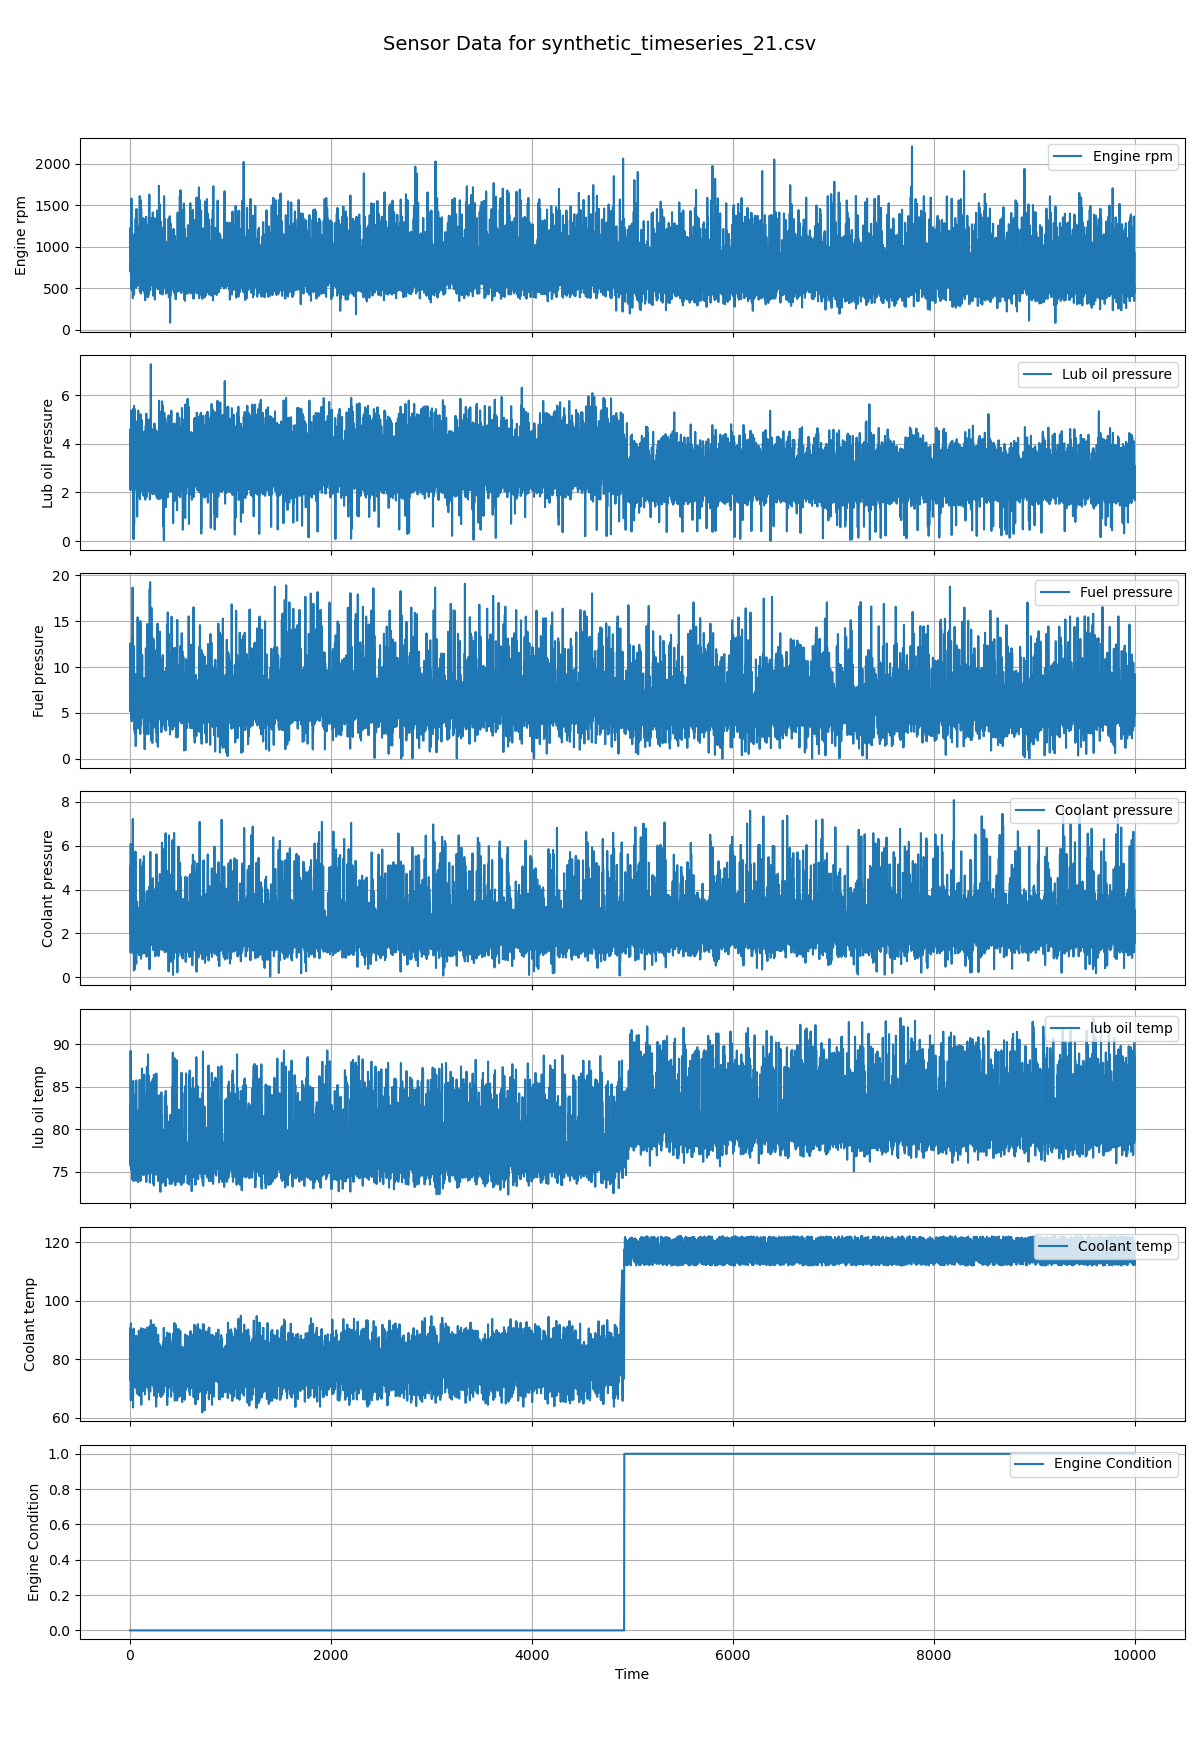 Sensor Data for synthetic_timeseries_21.csv
2000
1500
1000
500
0
Engine rpm
Engine rpm
6
4
2
0
Lub oil pressure
Lub oil pressure
20
15
10
5
0
Fuel pressure
Fuel pressure
8
6
4
2
0
Coolant pressure
Coolant pressure
90
85
80
75
lub oil temp
lub oil temp
120
100
80
60
Coolant temp
Coolant temp
1.0
0.8
0.6
0.4
0.2
0.0
Engine Condition
Engine Condition
0 2000 4000 6000 8000 10000
Time